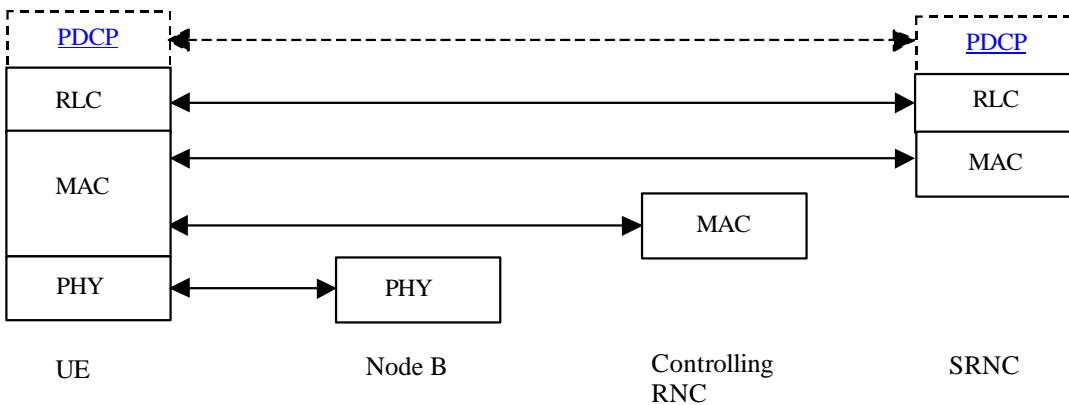 PDCP
PDCP
RLC
RLC
MAC
MAC
MAC
PHY
PHY
UE
Node B
Controlling
RNC
SRNC